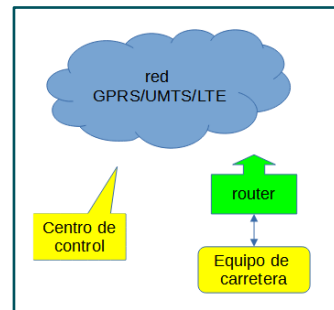 red
GPRS/UMTS/LTE
router
Centro de
control
Equipo de
carretera